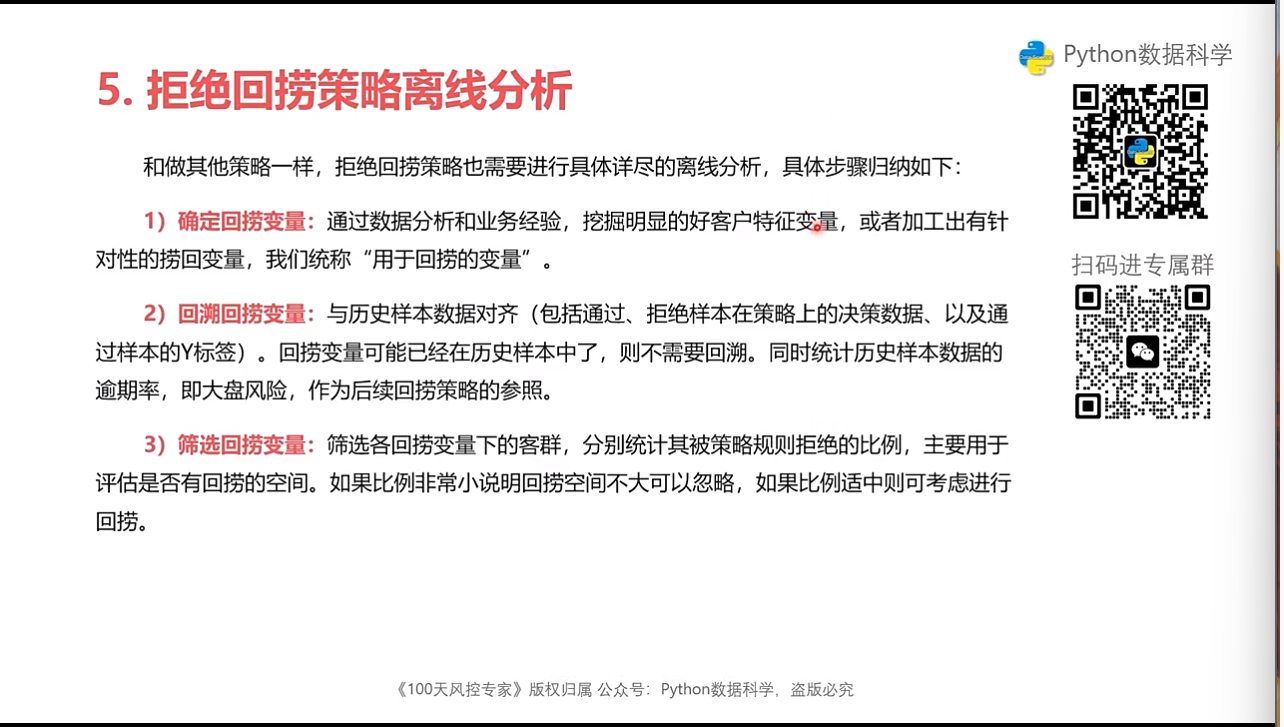 Python数据科学
5. 拒绝回捞策略离线分析
和做其他策略一样，拒绝回捞策略也需要进行具体详尽的离线分析，具体步骤归纳如下：
1）确定回捞变量：通过数据分析和业务经验，挖掘明显的好客户特征变量，或者加工出有针
对性的捞回变量，我们统称“用于回捞的变量”。
扫码进专属群
2）回溯回捞变量：与历史样本数据对齐（包括通过、拒绝样本在策略上的决策数据、以及通
过样本的Y标签）。回捞变量可能已经在历史样本中了，则不需要回溯。同时统计历史样本数据的
逾期率，即大盘风险，作为后续回捞策略的参照。
3）筛选回捞变量：筛选各回捞变量下的客群，分别统计其被策略规则拒绝的比例，主要用于
评估是否有回捞的空间。如果比例非常小说明回捞空间不大可以忽略，如果比例适中则可考虑进行
回捞。
《100天风控专家》版权归属 公众号：Python数据科学，盗版必究